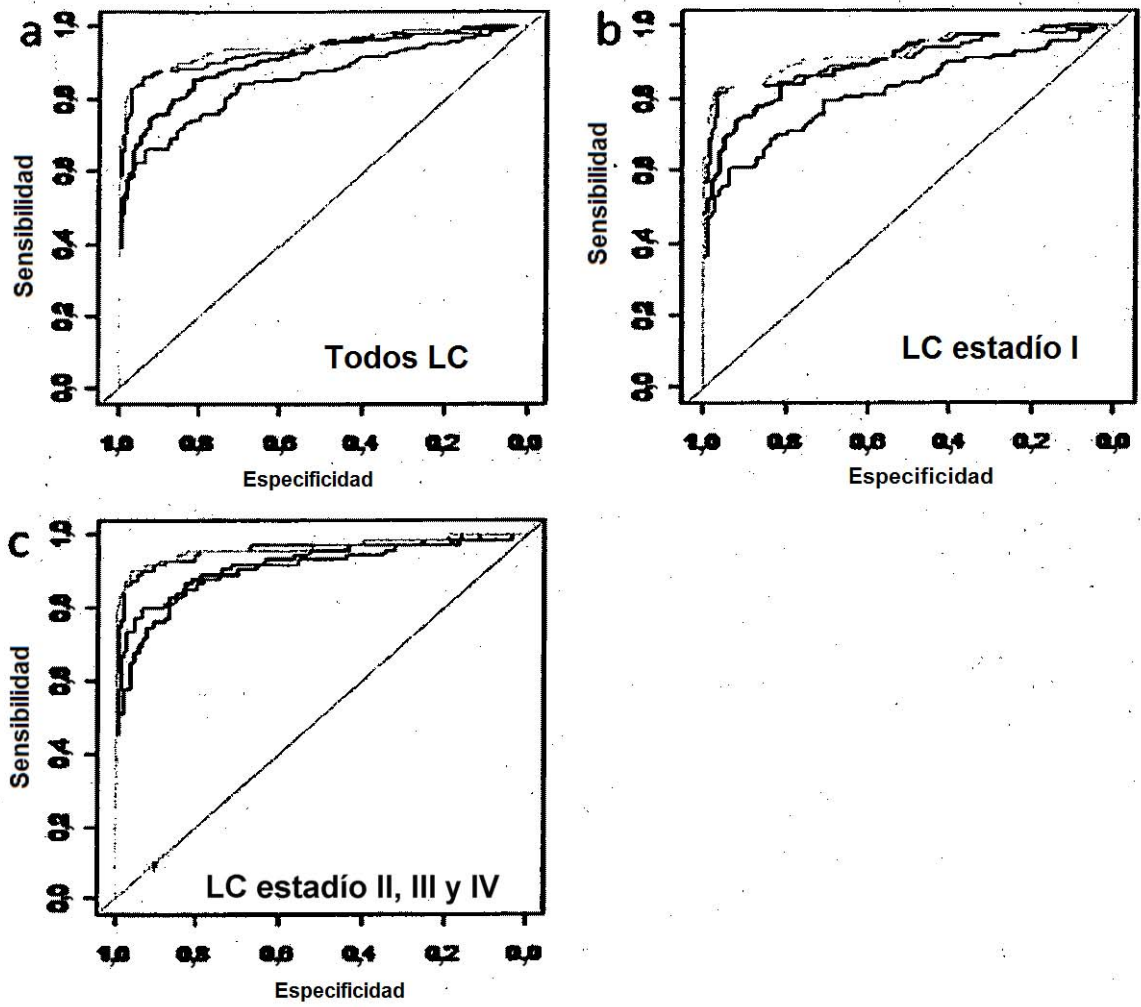 a
1,0
0,8
0,6
0,4
0,2
0,0
Sensibilidad
Todos LC
1,0 0,8 0,6 0,4 0,2 0,0
Especificidad
b
1,0
0,8
0,6
0,4
0,2
0,0
Sensibilidad
LC estadío I
1,0 0,8 0,6 0,4 0,2 0,0
Especificidad
c
1,0
0,8
0,6
0,4
0,2
0,0
Sensibilidad
LC estadío II, III y IV
1,0 0,8 0,6 0,4 0,2 0,0
Especificidad